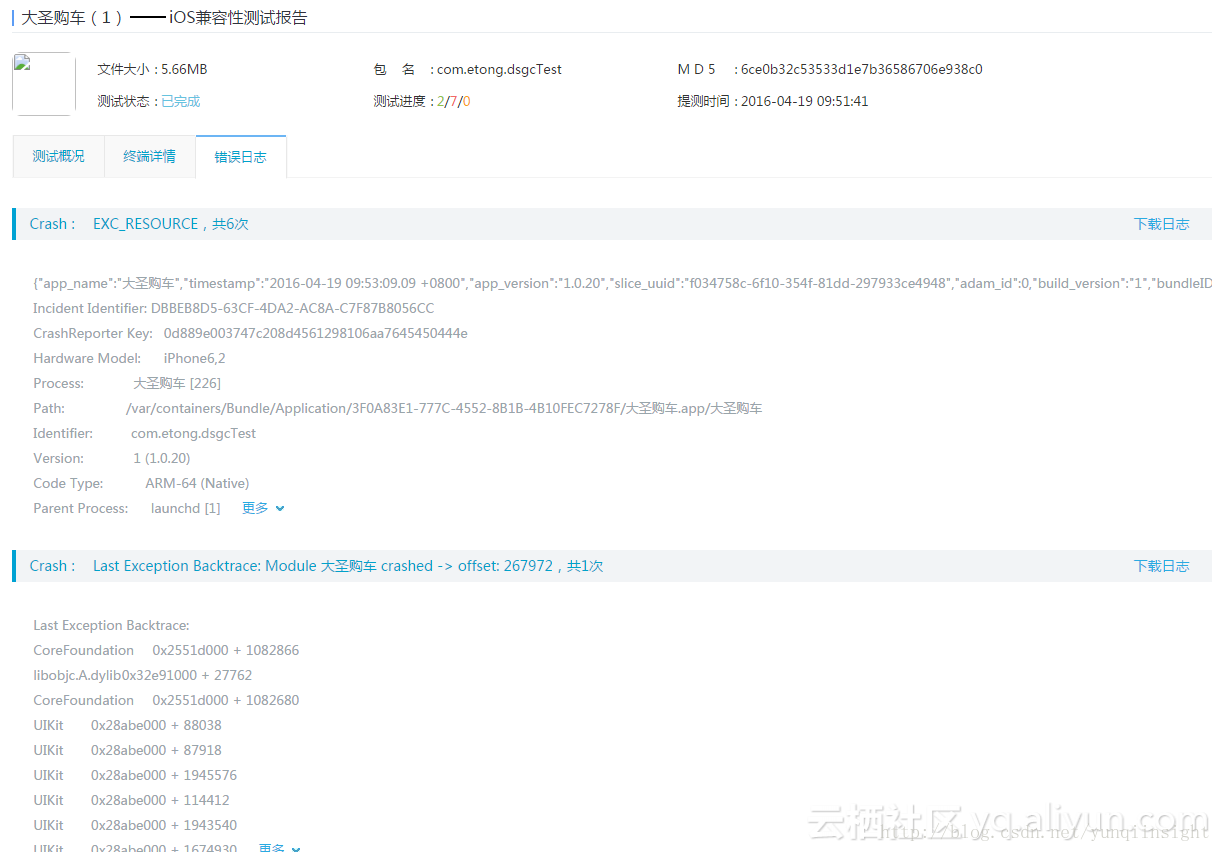 大圣购车（1）—— iOS兼容性测试报告
文件大小 : 5.66MB 包 名 : com.etong.dsgcTest M D 5 : 6ce0b32c53533d1e7b36586706e938c0
测试状态 : 已完成 测试进度 : 2/7/0 提测时间 : 2016-04-19 09:51:41
测试概况 终端详情 错误日志
Crash： EXC_RESOURCE，共6次 下载日志
{"app_name":"大圣购车","timestamp":"2016-04-19 09:53:09.09 +0800","app_version":"1.0.20","slice_uuid":"f034758c-6f10-354f-81dd-297933ce4948","adam_id":0,"build_version":"1","bundleID
Incident Identifier: DBBEB8D5-63CF-4DA2-AC8A-C7F87B8056CC
CrashReporter Key: 0d889e003747c208d4561298106aa7645450444e
Hardware Model: iPhone6,2
Process: 大圣购车 [226]
Path: /var/containers/Bundle/Application/3F0A83E1-777C-4552-8B1B-4B10FEC7278F/大圣购车.app/大圣购车
Identifier: com.etong.dsgcTest
Version: 1 (1.0.20)
Code Type: ARM-64 (Native)
Parent Process: launchd [1] 更多
Crash： Last Exception Backtrace: Module 大圣购车 crashed -> offset: 267972，共1次 下载日志
Last Exception Backtrace:
CoreFoundation 0x2551d000 + 1082866
libobjc.A.dylib0x32e91000 + 27762
CoreFoundation 0x2551d000 + 1082680
UIKit 0x28abe000 + 88038
UIKit 0x28abe000 + 87918
UIKit 0x28abe000 + 1945576
UIKit 0x28abe000 + 114412
UIKit 0x28abe000 + 1943540
UIKit 0x28abe000 + 1674930 更多
云栖社区 yq.aliyun.com
http://blog.csdn.net/yunqiinsight